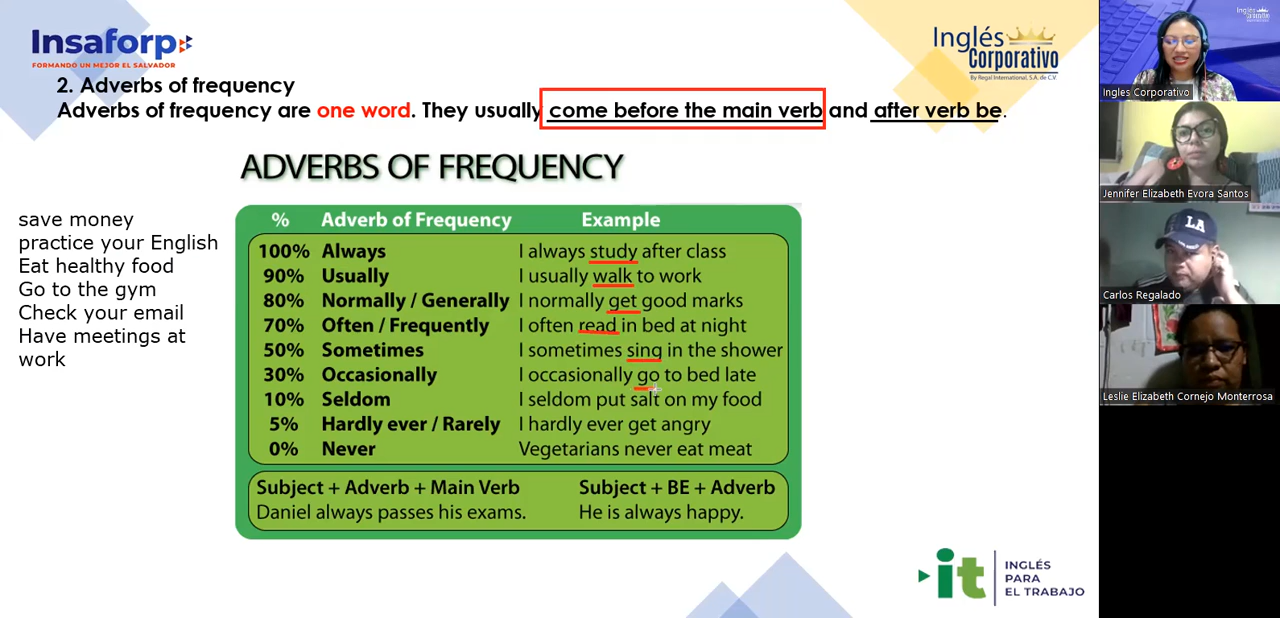 Insaforp
FORMANDO UN MEJOR EL SALVADOR
Inglés
Corporativo
By Regal International, S.A. de C.V.
2. Adverbs of frequency
Adverbs of frequency are one word. They usually come before the main verb and after verb be.
ADVERBS OF FREQUENCY
save money
practice your English
Eat healthy food
Go to the gym
Check your email
Have meetings at
work
% Adverb of Frequency Example
100% Always I always study after class
90% Usually I usually walk to work
80% Normally / Generally I normally get good marks
70% Often / Frequently I often read in bed at night
50% Sometimes I sometimes sing in the shower
30% Occasionally I occasionally go to bed late
10% Seldom I seldom put salt on my food
5% Hardly ever / Rarely I hardly ever get angry
0% Never Vegetarians never eat meat
Subject + Adverb + Main Verb Subject + BE + Adverb
Daniel always passes his exams. He is always happy.
it
INGLÉS
PARA
EL TRABAJO
Inglés
Ingles Corporativo
Jennifer Elizabeth Evora Santos
LA
Carlos Regalado
Leslie Elizabeth Cornejo Monterrosa